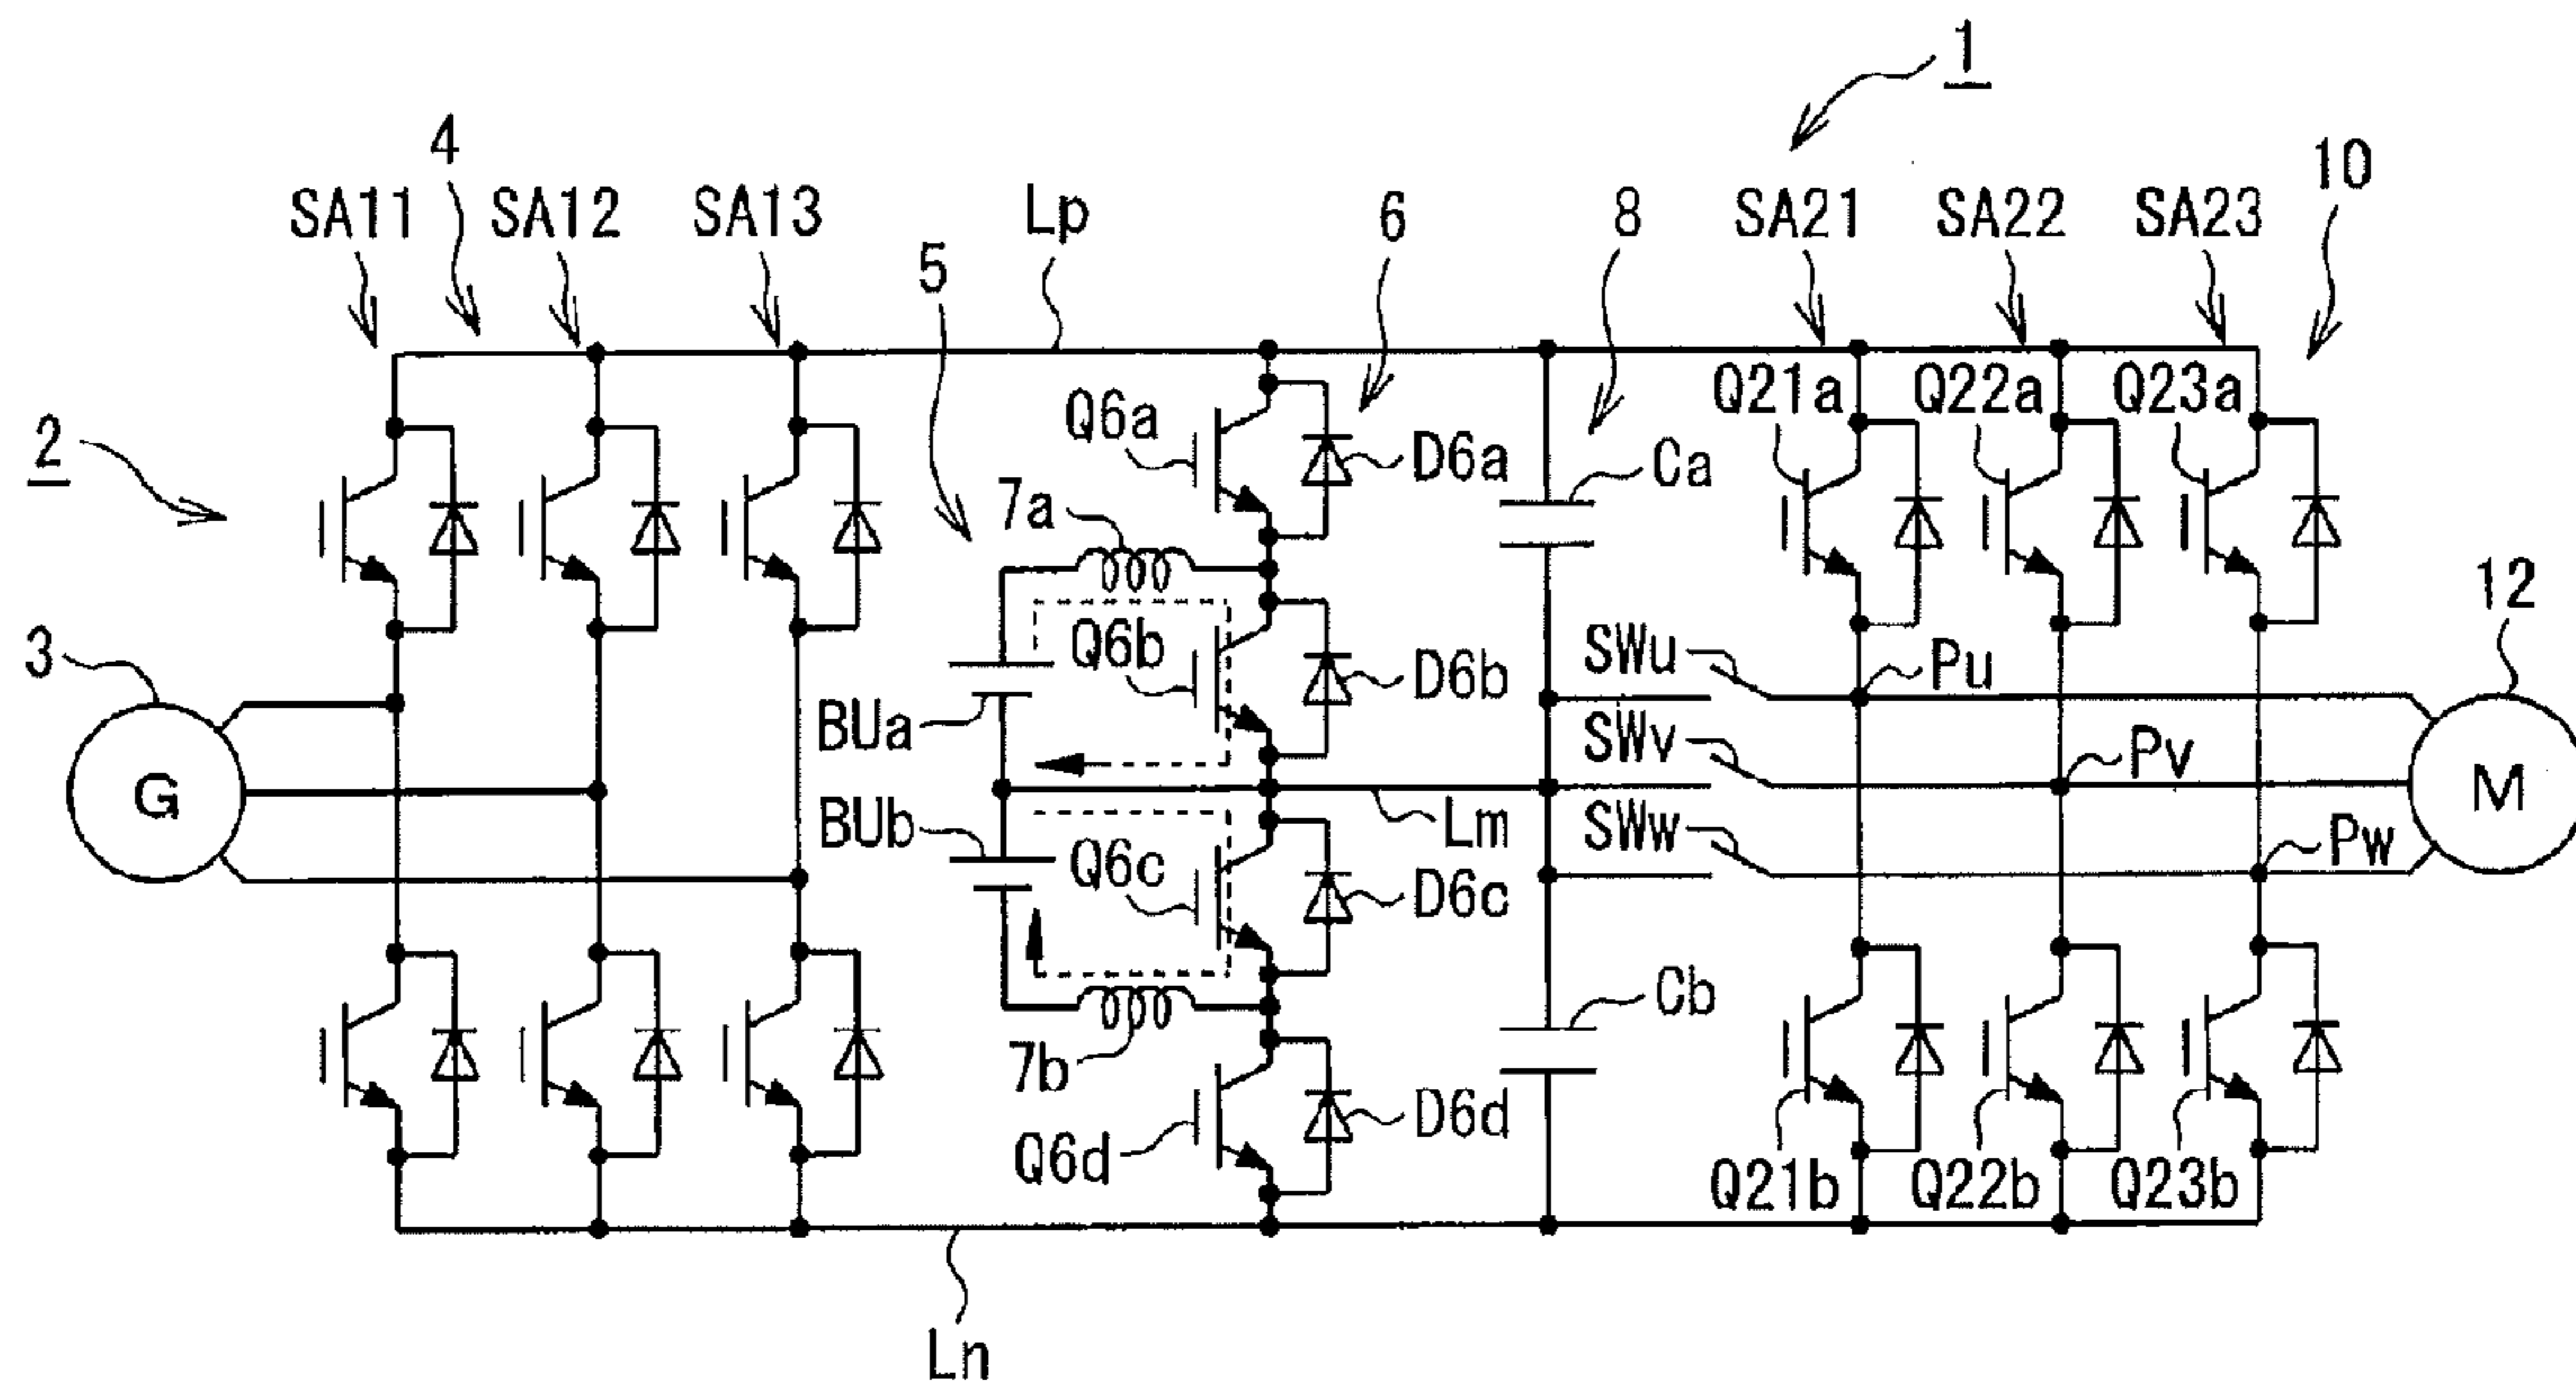 1
4
10
SA11
SA12
SA13
Lp
6
8
SA21
SA22
SA23
5
Q21a
Q22a
Q23a
Q6a
2
D6a
Ca
7a
12
3
Q6b
SWu
Pu
D6b
BUa
SWv
Pv
G
M
BUb
Lm
SWw
Pw
Q6c
D6c
Cb
7b
D6d
Q6d
Q21b
Q22b
Q23b
Ln